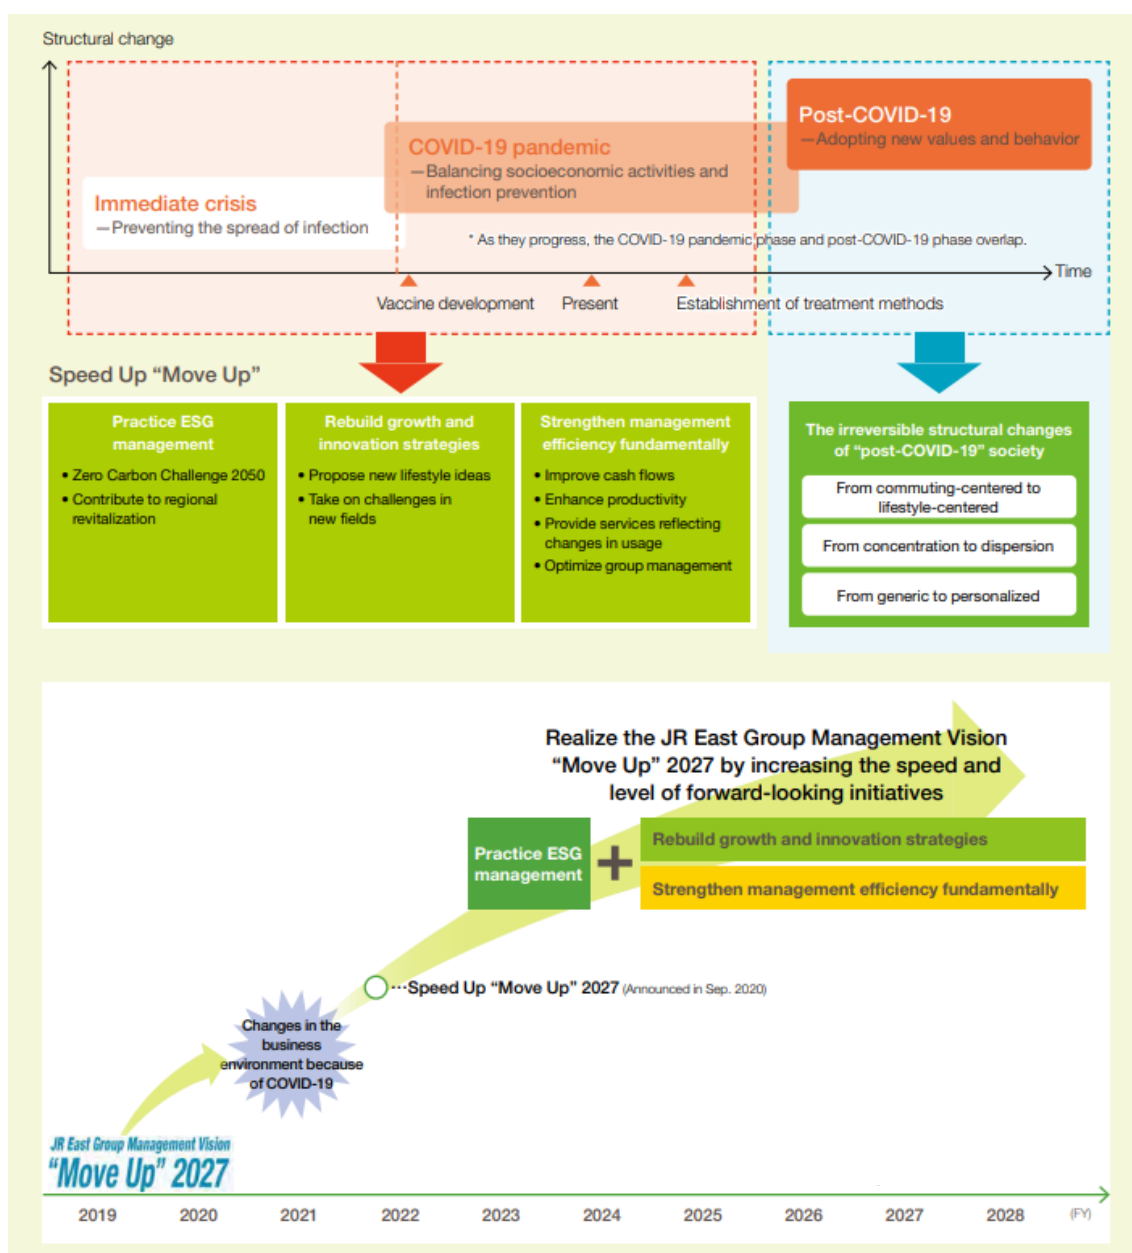 Structural change
Post-COVID-19
—Adopting new values and behavior
COVID-19 pandemic
—Balancing socioeconomic activities and
infection prevention
Immediate crisis
—Preventing the spread of infection
* As they progress, the COVID-19 pandemic phase and post-COVID-19 phase overlap.
Time
Vaccine development
Present
Establishment of treatment methods
Speed Up “Move Up”
Practice ESG
management
• Zero Carbon Challenge 2050
• Contribute to regional
revitalization
Rebuild growth and
innovation strategies
• Propose new lifestyle ideas
• Take on challenges in
new fields
Strengthen management
efficiency fundamentally
• Improve cash flows
• Enhance productivity
• Provide services reflecting
changes in usage
• Optimize group management
The irreversible structural changes
of “post-COVID-19” society
From commuting-centered to
lifestyle-centered
From concentration to dispersion
From generic to personalized
Realize the JR East Group Management Vision
“Move Up” 2027 by increasing the speed and
level of forward-looking initiatives
Practice ESG
management
+
Rebuild growth and innovation strategies
Strengthen management efficiency fundamentally
···Speed Up “Move Up” 2027 (Announced in Sep. 2020)
Changes in the
business
environment because
of COVID-19
JR East Group Management Vision
“Move Up” 2027
2019 2020 2021 2022 2023 2024 2025 2026 2027 2028 (FY)